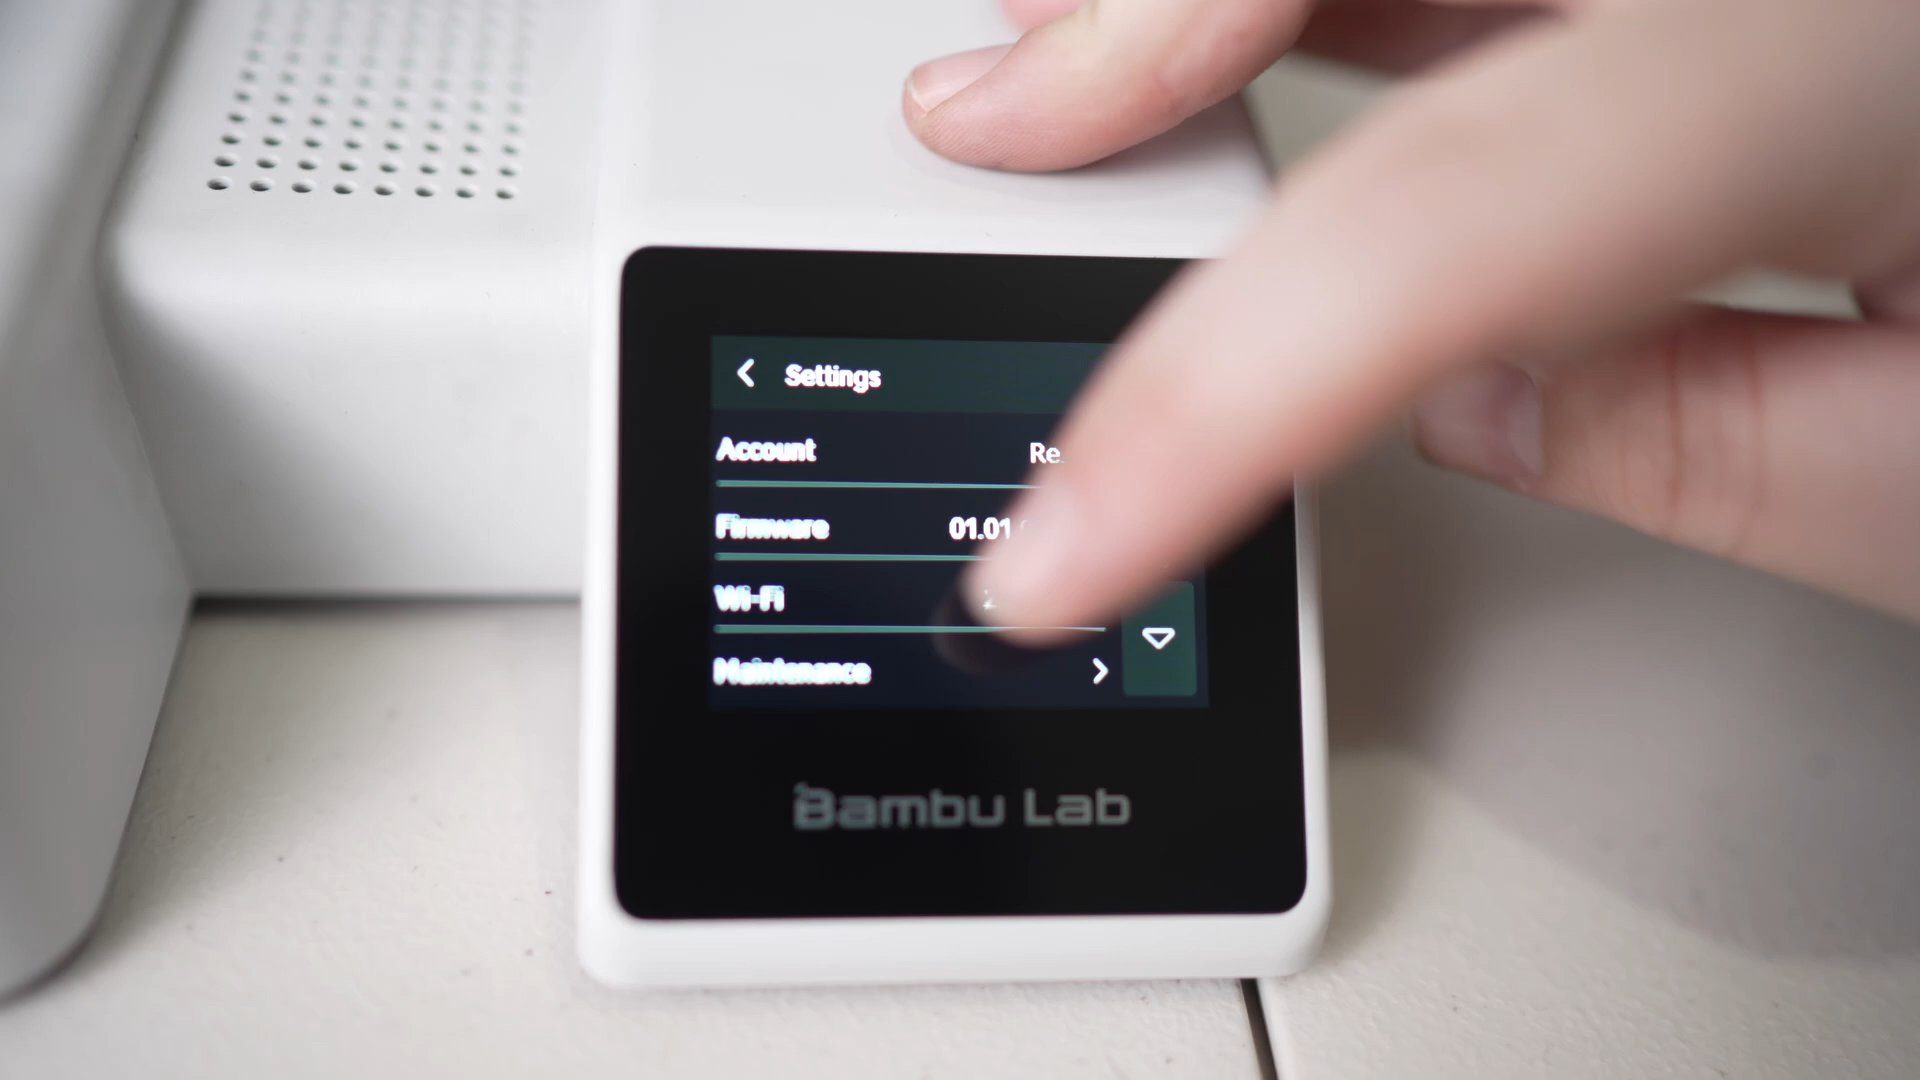 Settings
Account Re
Firmware 01.01
Wi-Fi
Maintenance
Bambu Lab